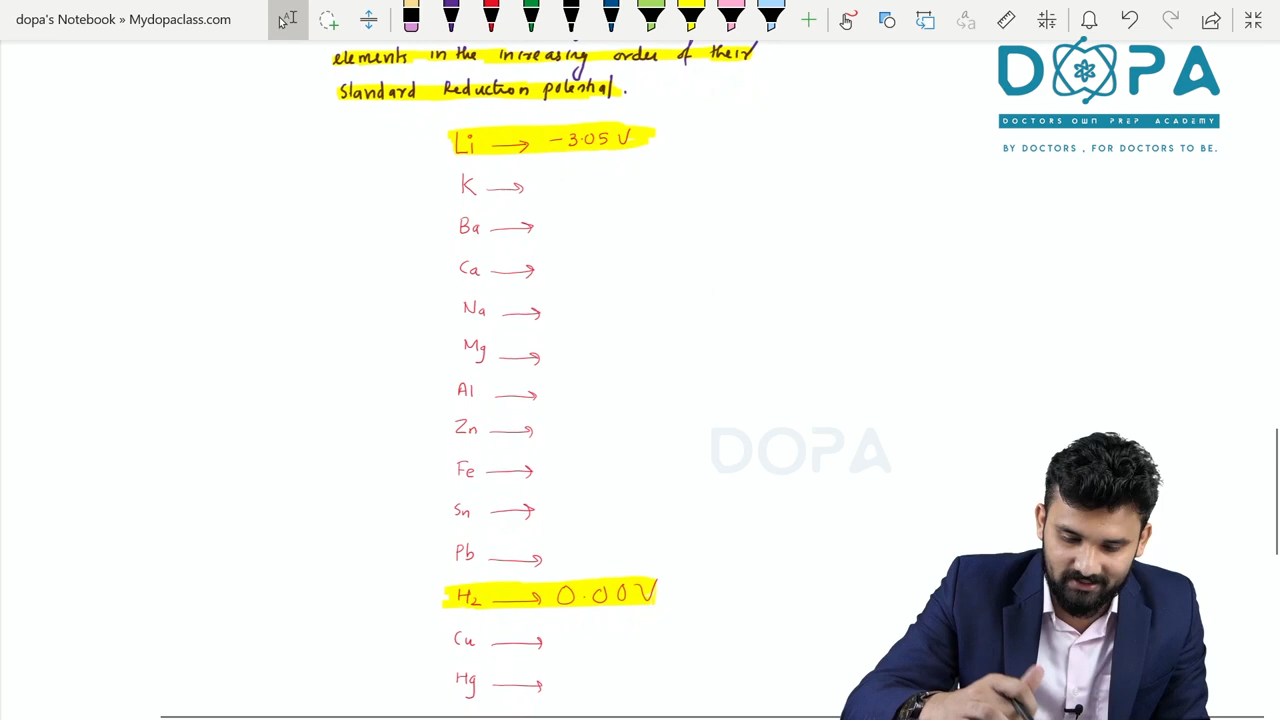 dopa's Notebook » Mydopaclass.com
elements in the increasing order of their
Standard Reduction potential.
Li → -3.05 V
K →
Ba →
Ca →
Na →
Mg →
Al →
Zn →
Fe →
Sn →
Pb →
H₂ → 0.00V
Cu →
Hg →
DOPA
DOCTORS OWN PREP ACADEMY
BY DOCTORS , FOR DOCTORS TO BE.
DOPA